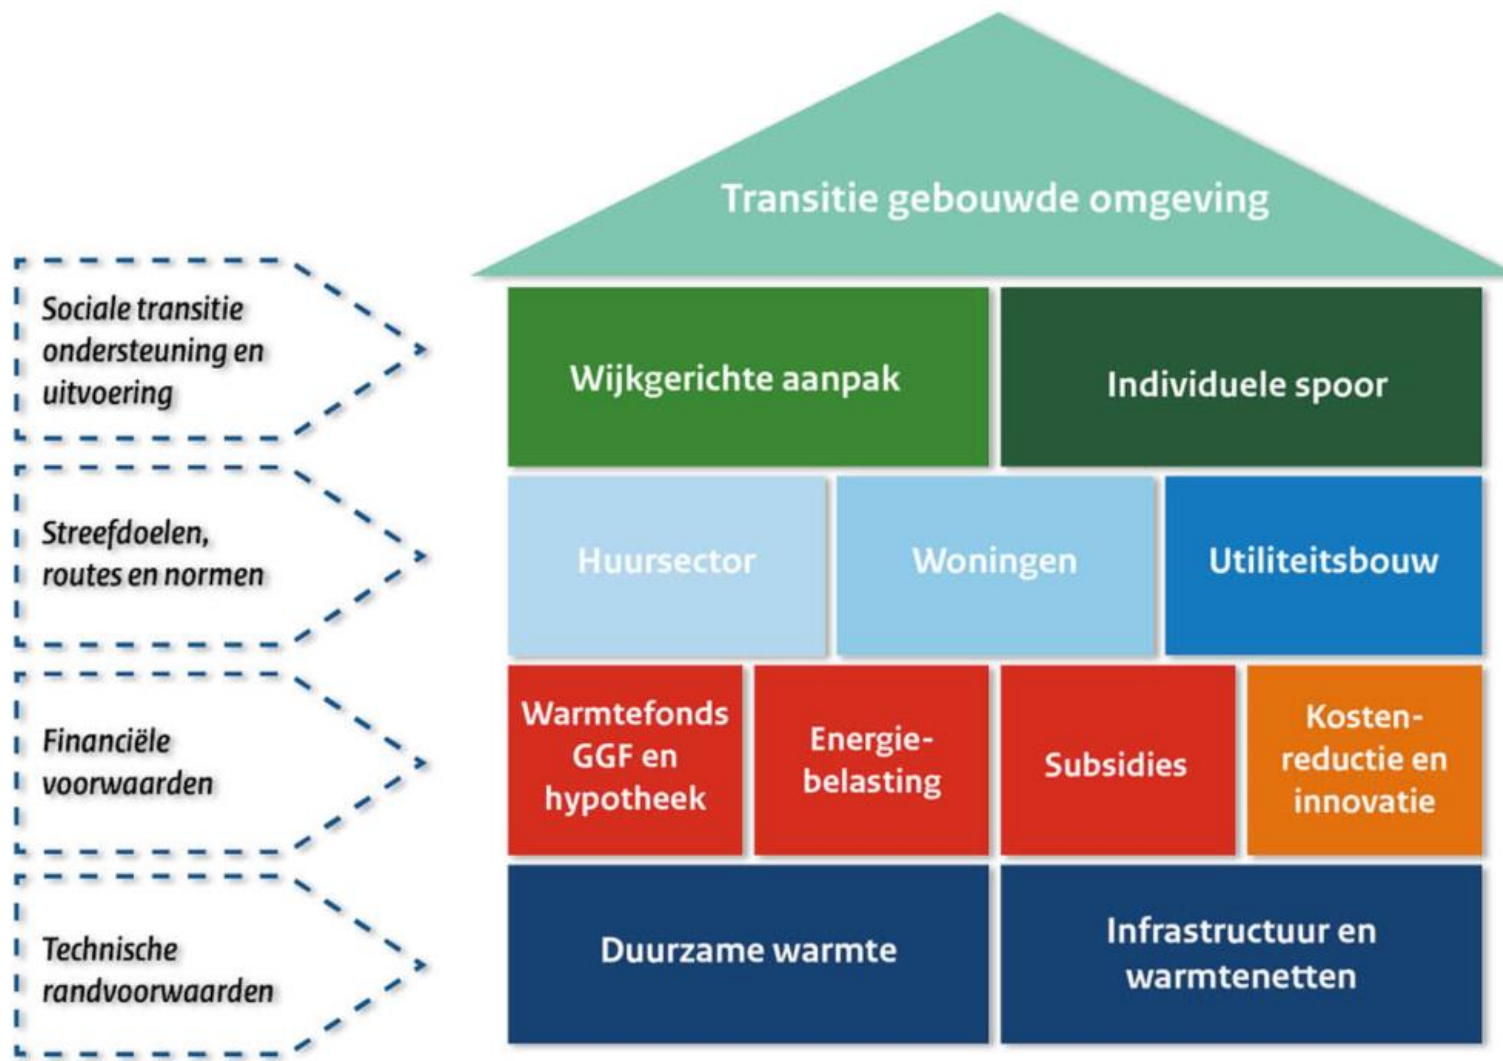 Transitie gebouwde omgeving
Sociale transitie
ondersteuning en
uitvoering
Wijkgerichte aanpak
Individuele spoor
Streefdoelen,
routes en normen
Huursector
Woningen
Utiliteitsbouw
Financiële
voorwaarden
Warmtefonds
GGF en
hypotheek
Energie-
belasting
Subsidies
Kosten-
reductie en
innovatie
Technische
randvoorwaarden
Duurzame warmte
Infrastructuur en
warmtenetten